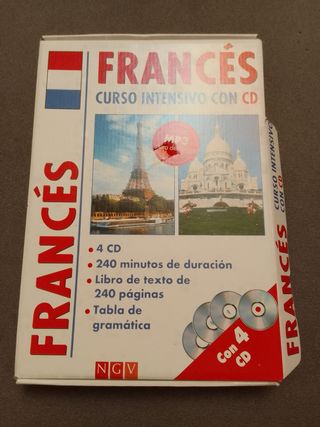 FRANCÉS
CURSO INTENSIVO CON CD
MP3
FRANCÉS
• 4 CD
• 240 minutos de duración
• Libro de texto de
240 páginas
• Tabla de
gramática
Con 4
CD
NGV
FRANCÉS
CURSO INTENSIVO
CON CD